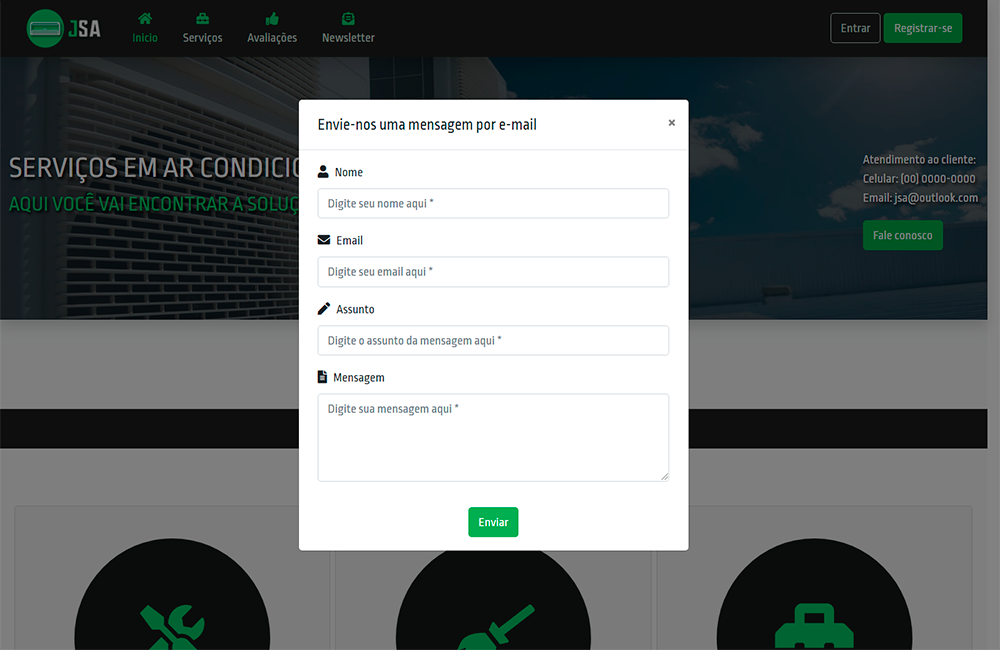 JSA
Inicio
Serviços
Avaliações
Newsletter
Entrar
Registrar-se
SERVIÇOS EM AR CONDICIO
AQUI VOCÊ VAI ENCONTRAR A SOLUÇ
Atendimento ao cliente:
Celular: (00) 0000-0000
Email: jsa@outlook.com
Fale conosco
Envie-nos uma mensagem por e-mail
×
Nome
Digite seu nome aqui *
Email
Digite seu email aqui *
Assunto
Digite o assunto da mensagem aqui *
Mensagem
Digite sua mensagem aqui *
Enviar